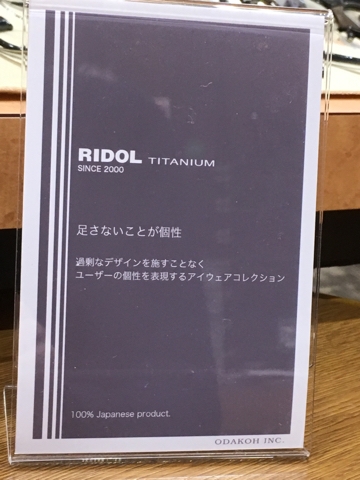 RIDOL TITANIUM
SINCE 2000
足さないことが個性
過剰なデザインを施すことなく
ユーザーの個性を表現するアイウェアコレクション
100% Japanese product.
ODAKOH INC.